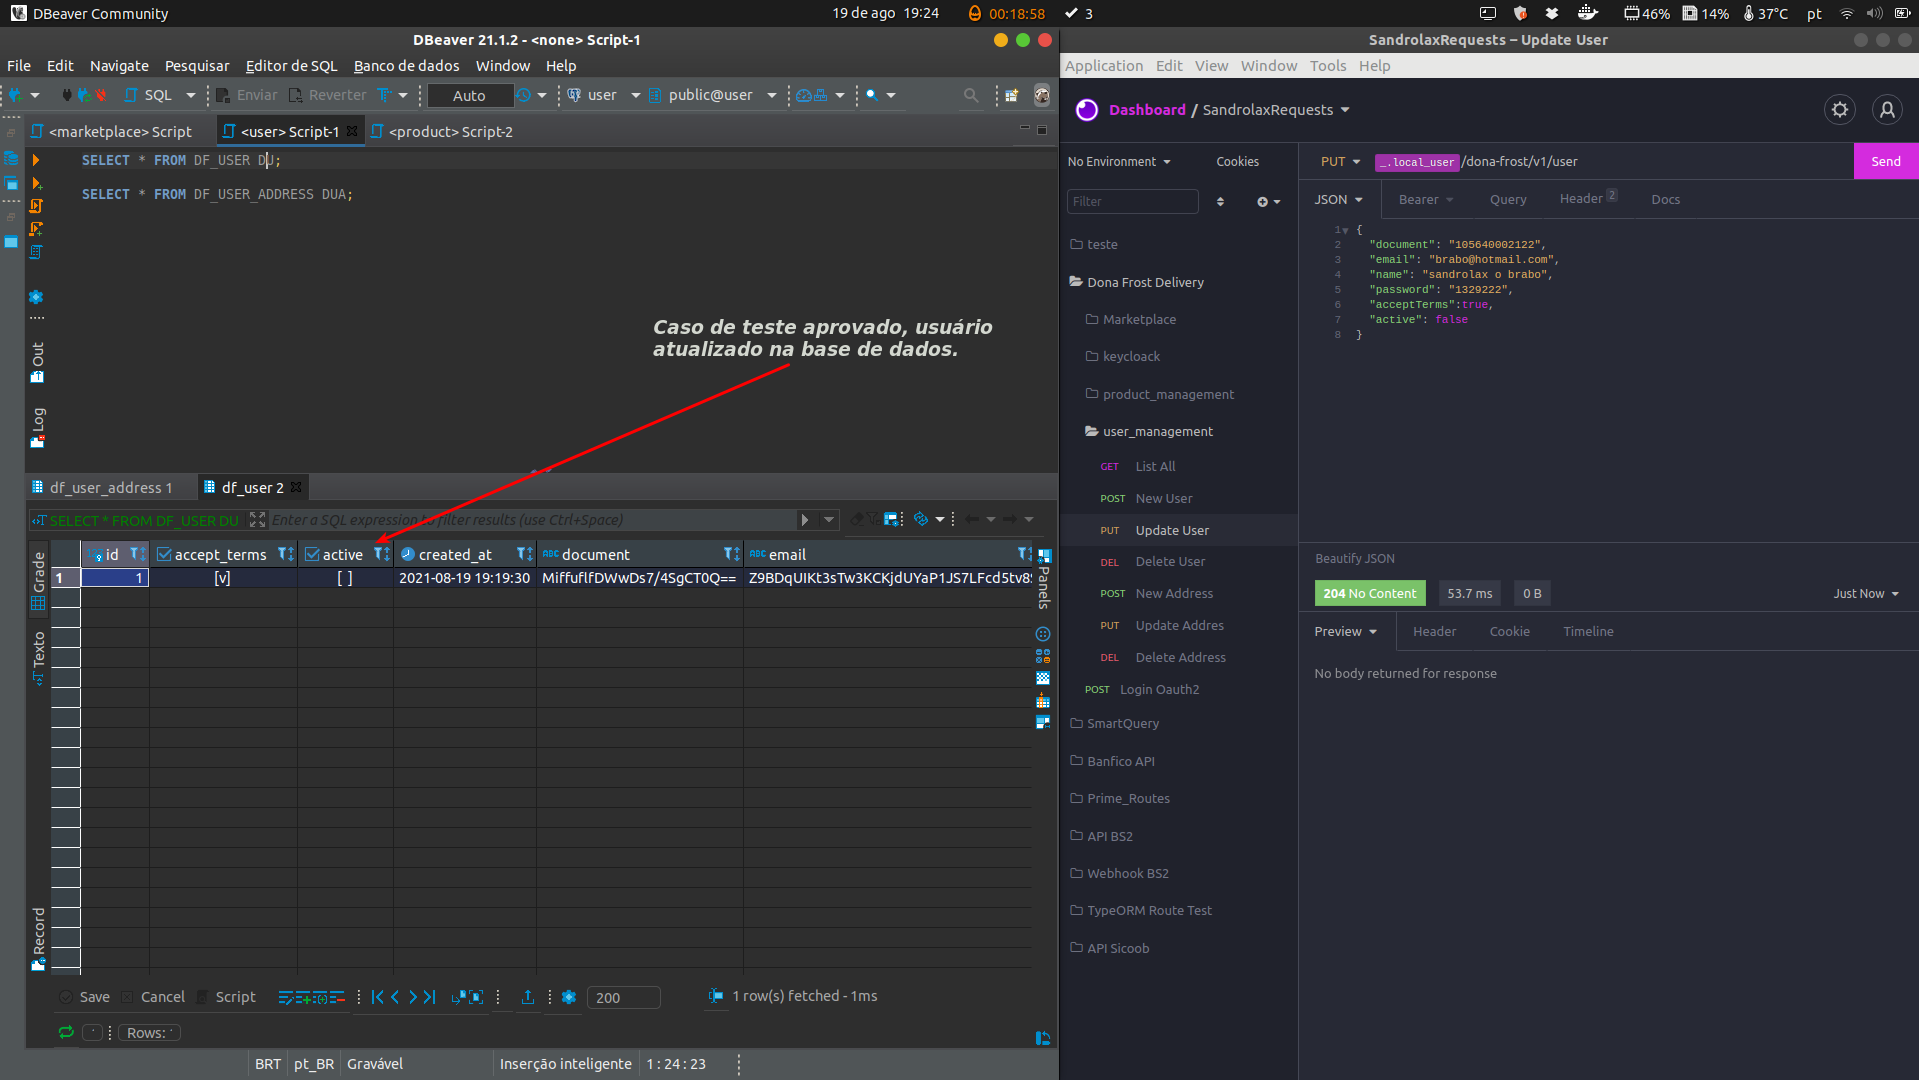 DBeaver Community
19 de ago 19:24
00:18:58
3
46%
14%
37°C
pt
DBeaver 21.1.2 - <none> Script-1
File Edit Navigate Pesquisar Editor de SQL Banco de dados Window Help
SQL Enviar Reverter Auto user public@user
<marketplace> Script
<user> Script-1
<product> Script-2
SELECT * FROM DF_USER DU;
SELECT * FROM DF_USER_ADDRESS DUA;
Out
Log
Caso de teste aprovado, usuário
atualizado na base de dados.
df_user_address 1
df_user 2
SELECT * FROM DF_USER DU
Enter a SQL expression to filter results (use Ctrl+Space)
Grade
Texto
Record
Panels
id accept_terms active created_at document email
1 1 [v] [ ] 2021-08-19 19:19:30 MiffuflfDWwDs7/4SgCT0Q== Z9BDqUIKt3sTw3KCKjdUYaP1JS7LFcd5tv8
Save Cancel Script 200 1 row(s) fetched - 1ms
Rows:
BRT pt_BR Gravável Inserção inteligente 1 : 24 : 23
SandrolaxRequests – Update User
Application Edit View Window Tools Help
Dashboard / SandrolaxRequests
No Environment Cookies
Filter
teste
Dona Frost Delivery
Marketplace
keycloack
product_management
user_management
GET List All
POST New User
PUT Update User
DEL Delete User
POST New Address
PUT Update Addres
DEL Delete Address
POST Login Oauth2
SmartQuery
Banfico API
Prime_Routes
API BS2
Webhook BS2
TypeORM Route Test
API Sicoob
PUT _.local_user/dona-frost/v1/user Send
JSON Bearer Query Header 2 Docs
1 {
2 "document": "105640002122",
3 "email": "brabo@hotmail.com",
4 "name": "sandrolax o brabo",
5 "password": "1329222",
6 "acceptTerms":true,
7 "active": false
8 }
Beautify JSON
204 No Content 53.7 ms 0 B Just Now
Preview Header Cookie Timeline
No body returned for response